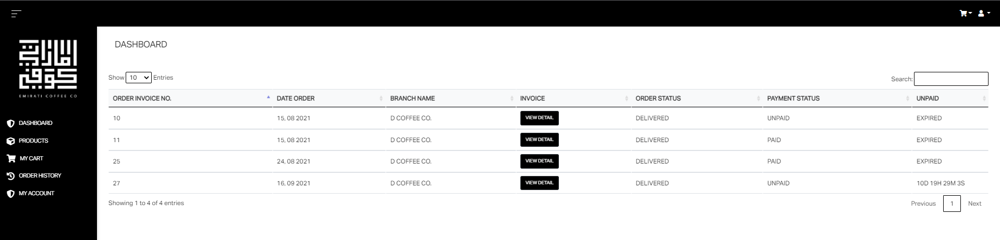 الإماراتية
كوفي
EMIRATI COFFEE CO
DASHBOARD
PRODUCTS
MY CART
ORDER HISTORY
MY ACCOUNT
DASHBOARD
Show 10 Entries
Search:
ORDER INVOICE NO. DATE ORDER BRANCH NAME INVOICE ORDER STATUS PAYMENT STATUS UNPAID
10 15, 08 2021 D COFFEE CO. VIEW DETAIL DELIVERED UNPAID EXPIRED
11 15, 08 2021 D COFFEE CO. VIEW DETAIL DELIVERED PAID EXPIRED
25 24, 08 2021 D COFFEE CO. VIEW DETAIL DELIVERED PAID EXPIRED
27 16, 09 2021 D COFFEE CO. VIEW DETAIL DELIVERED UNPAID 10D 19H 29M 3S
Showing 1 to 4 of 4 entries
Previous 1 Next